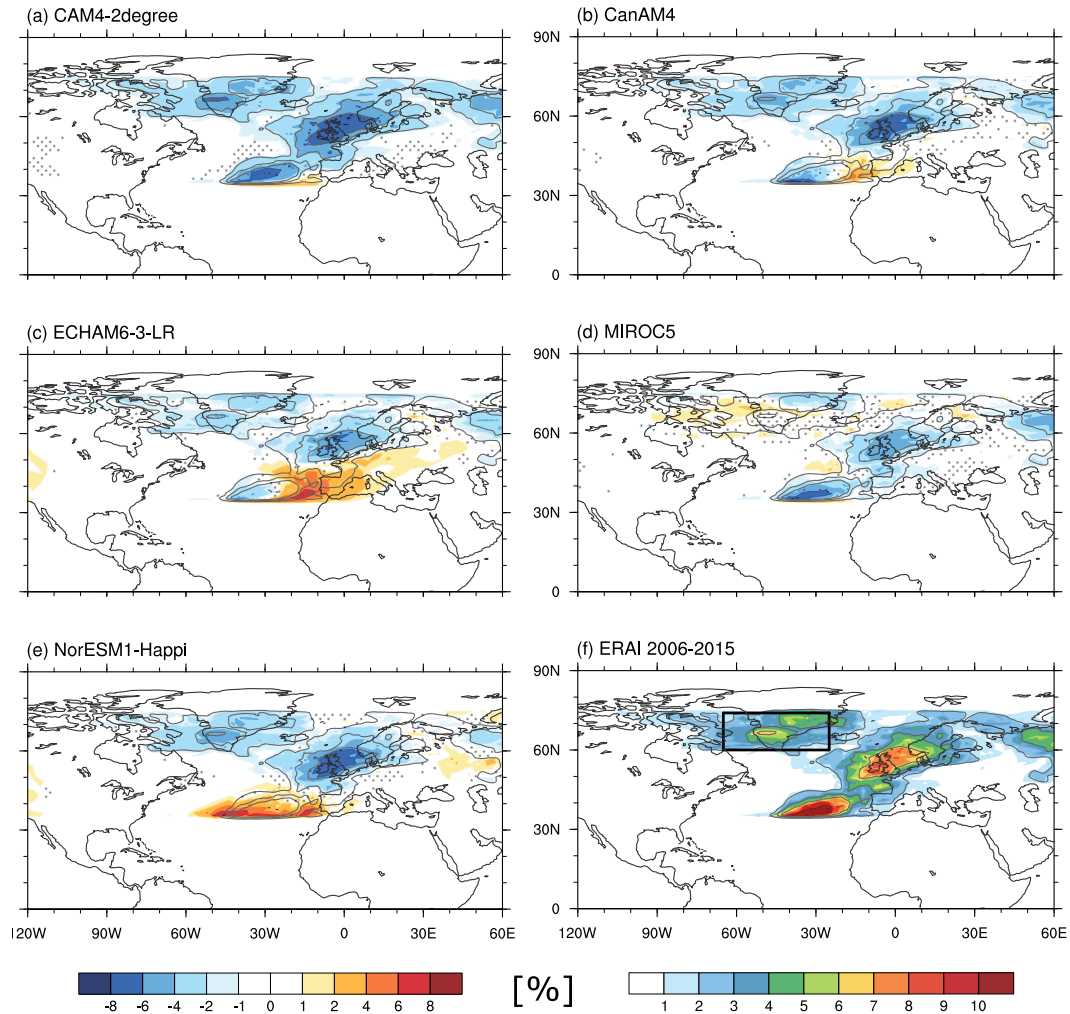 (a) CAM4-2degree
(b) CanAM4
90N
60N
30N
0
(c) ECHAM6-3-LR
(d) MIROC5
90N
60N
30N
0
(e) NorESM1-Happi
(f) ERAI 2006-2015
90N
60N
30N
0
120W 90W 60W 30W 0 30E 60E
120W 90W 60W 30W 0 30E 60E
-8 -6 -4 -2 -1 0 1 2 4 6 8
[%]
1 2 3 4 5 6 7 8 9 10